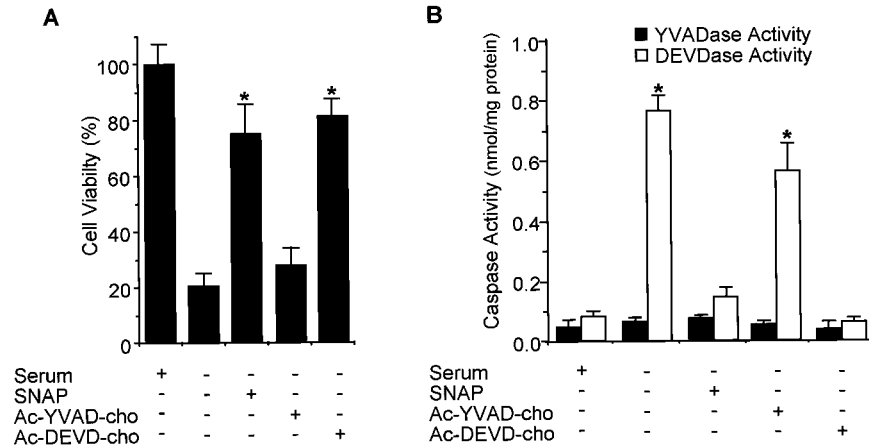 A
Cell Viability (%)
100
80
60
40
20
0
*
*
Serum + - - - -
SNAP - - + - -
Ac-YVAD-cho - - - + -
Ac-DEVD-cho - - - - +
B
YVADase Activity
DEVDase Activity
Caspase Activity (nmol/mg protein)
1.0
0.8
0.6
0.4
0.2
0.0
*
*
Serum + - - - -
SNAP - - + - -
Ac-YVAD-cho - - - + -
Ac-DEVD-cho - - - - +